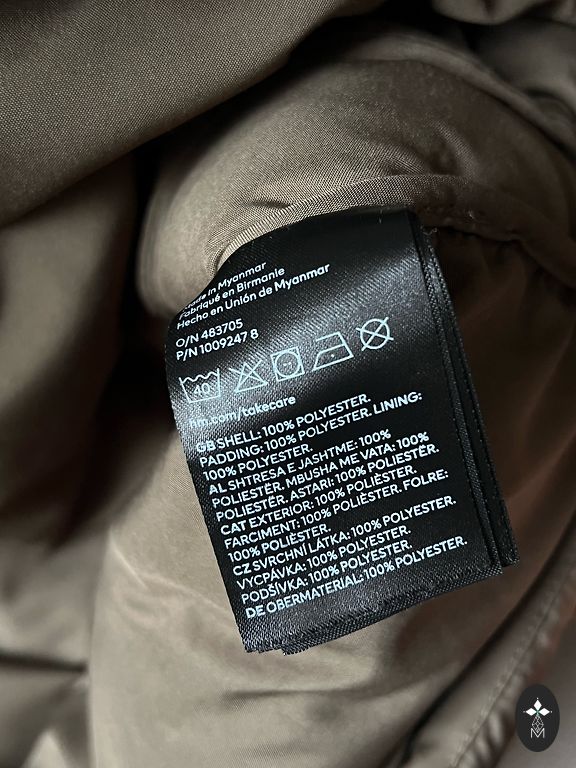 Made in Myanmar
Fabriqué en Birmanie
Hecho en Unión de Myanmar
O/N 483705
P/N 1009247 8
40
hm.com/takecare
GB SHELL: 100% POLYESTER.
PADDING: 100% POLYESTER. LINING:
100% POLYESTER.
AL SHTRESA E JASHTME: 100%
POLIESTËR. MBUSHA ME VATA: 100%
POLIESTËR. ASTARI: 100% POLIESTËR.
CAT EXTERIOR: 100% POLIÈSTER.
FARCIMENT: 100% POLIÈSTER. FOLRE:
100% POLIÈSTER.
CZ SVRCHNÍ LÁTKA: 100% POLYESTER.
VYCPÁVKA: 100% POLYESTER.
PODŠÍVKA: 100% POLYESTER.
DE OBERMATERIAL: 100% POLYESTER.
M